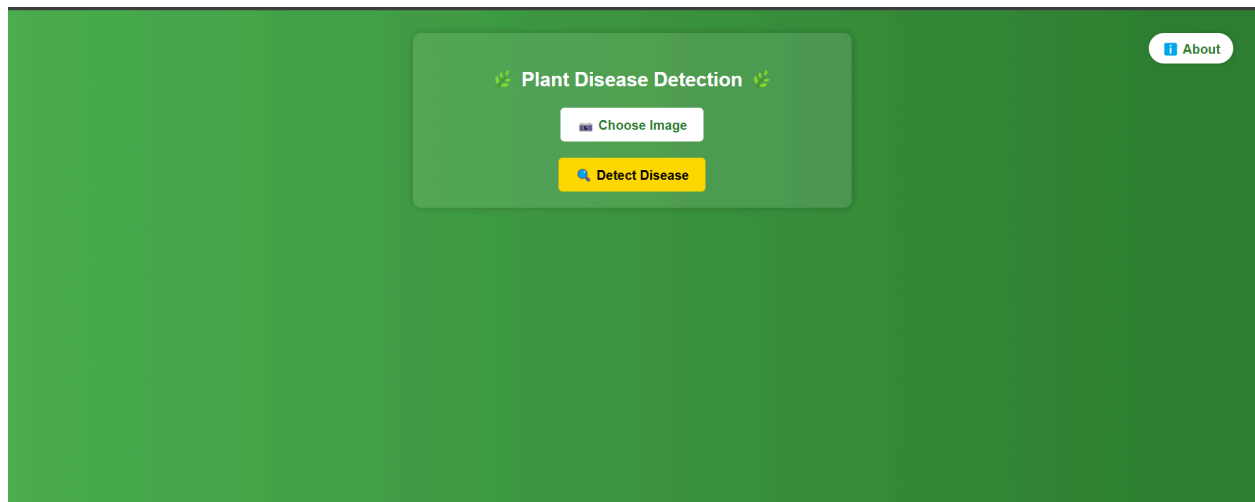 ℹ️ About
🌿 Plant Disease Detection 🌿
📷 Choose Image
🔍 Detect Disease